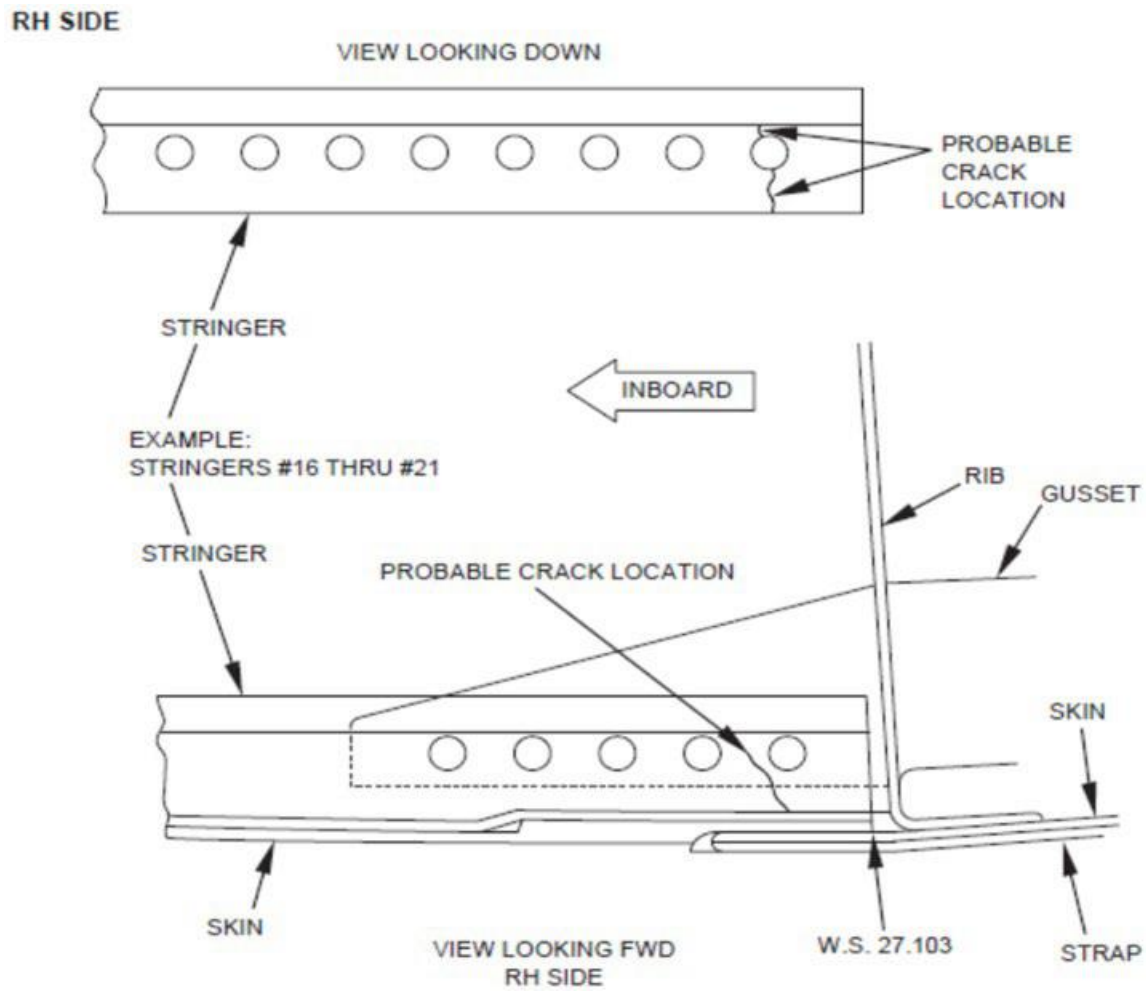 RH SIDE
VIEW LOOKING DOWN
PROBABLE
CRACK
LOCATION
STRINGER
INBOARD
EXAMPLE:
STRINGERS #16 THRU #21
RIB
GUSSET
STRINGER
PROBABLE CRACK LOCATION
SKIN
SKIN
VIEW LOOKING FWD
RH SIDE
W.S. 27.103
STRAP